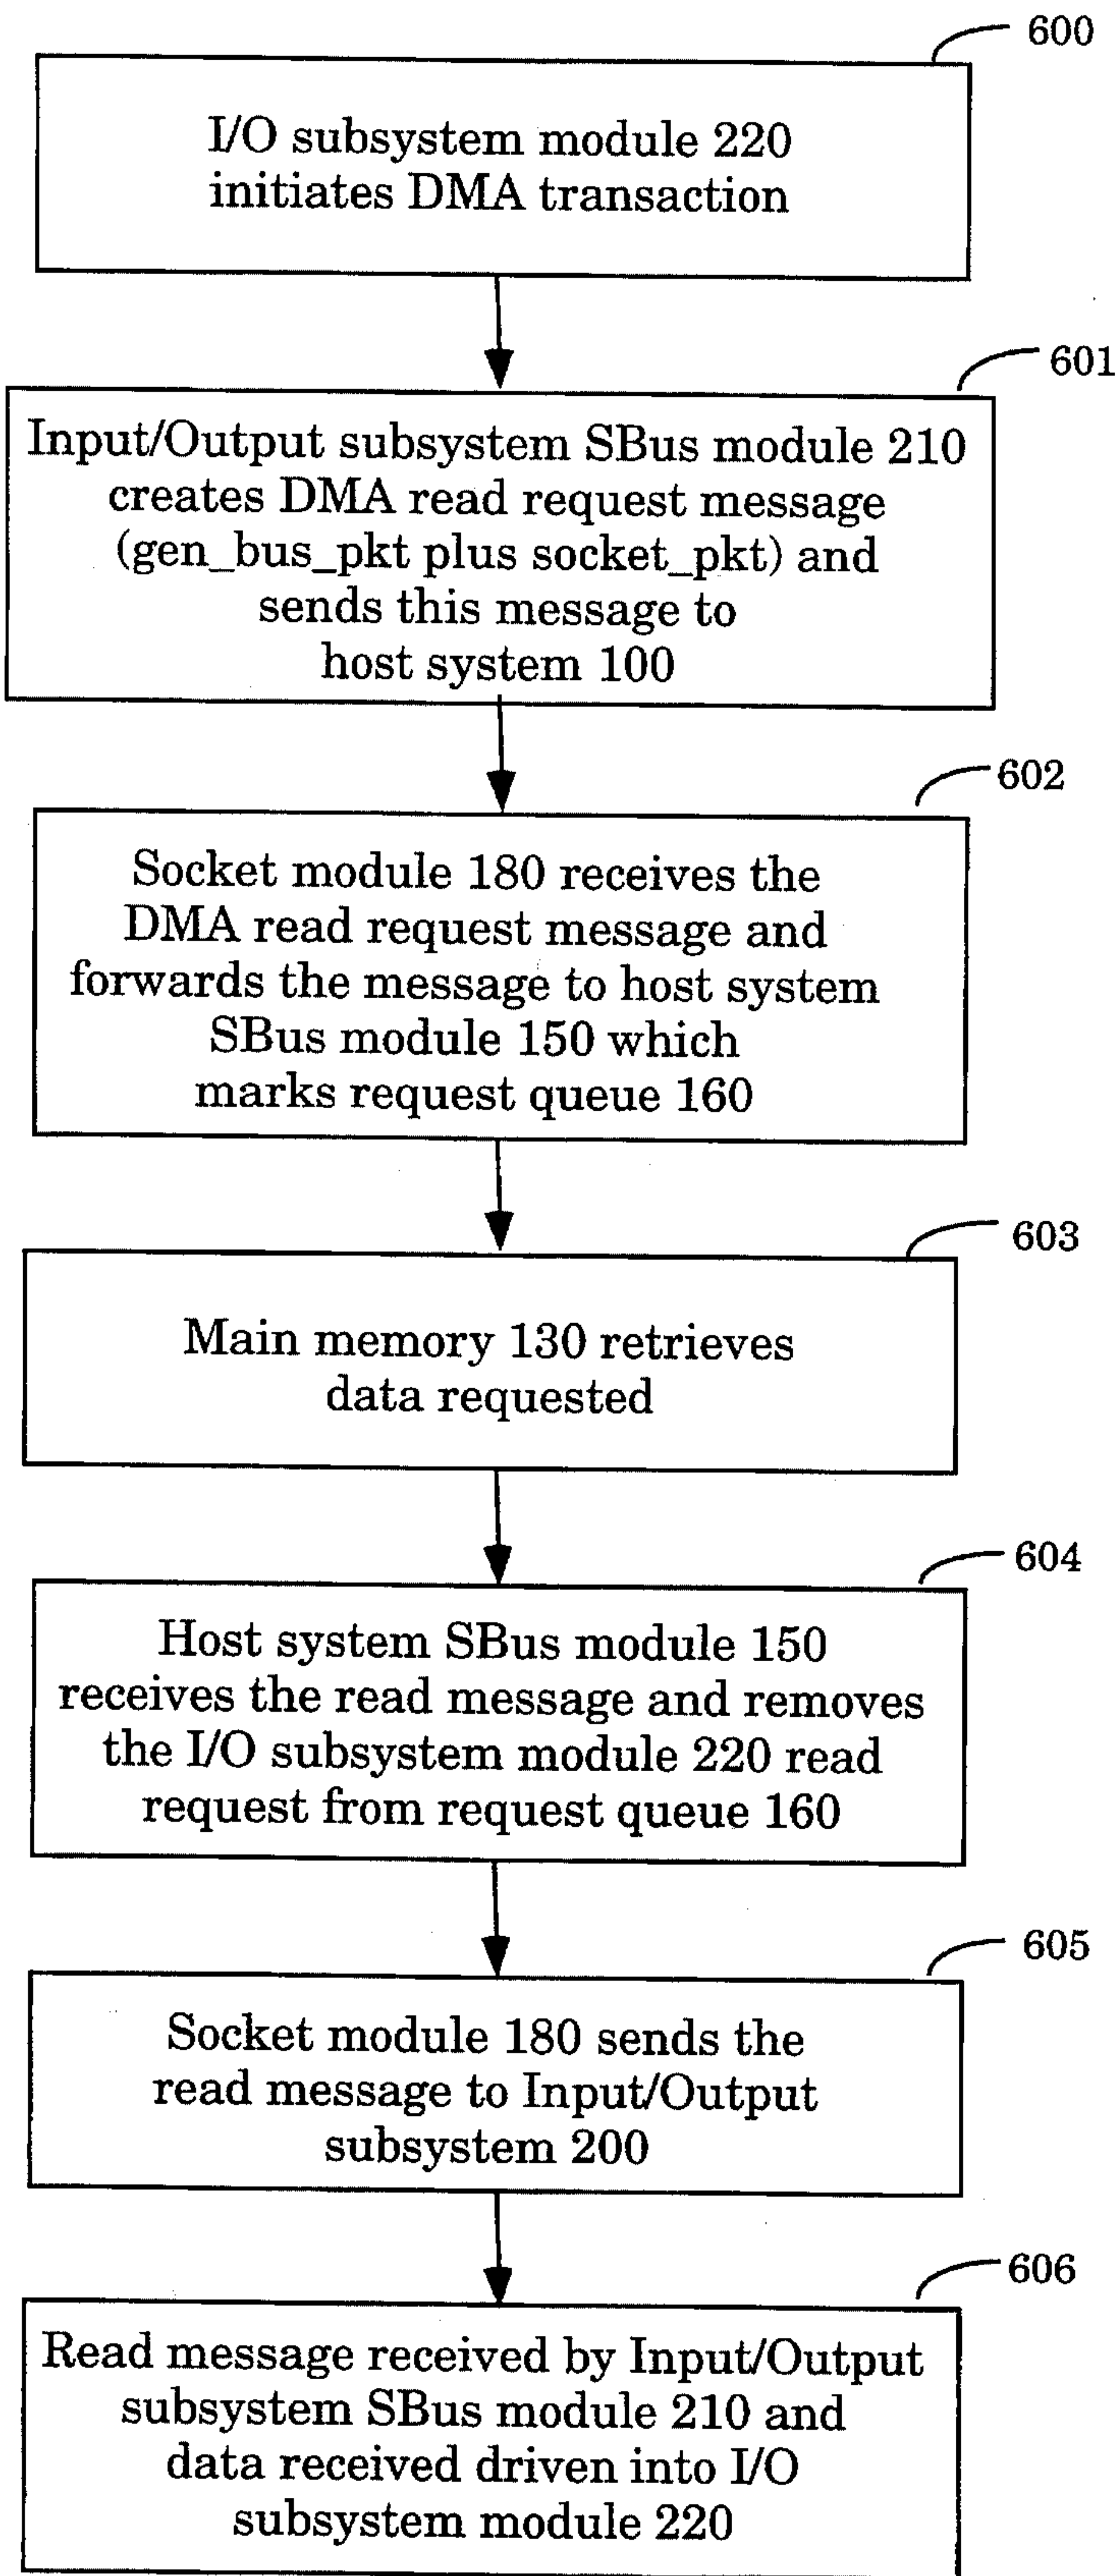 600
I/O subsystem module 220
initiates DMA transaction
601
Input/Output subsystem SBus module 210
creates DMA read request message
(gen_bus_pkt plus socket_pkt) and
sends this message to
host system 100
602
Socket module 180 receives the
DMA read request message and
forwards the message to host system
SBus module 150 which
marks request queue 160
603
Main memory 130 retrieves
data requested
604
Host system SBus module 150
receives the read message and removes
the I/O subsystem module 220 read
request from request queue 160
605
Socket module 180 sends the
read message to Input/Output
subsystem 200
606
Read message received by Input/Output
subsystem SBus module 210 and
data received driven into I/O
subsystem module 220